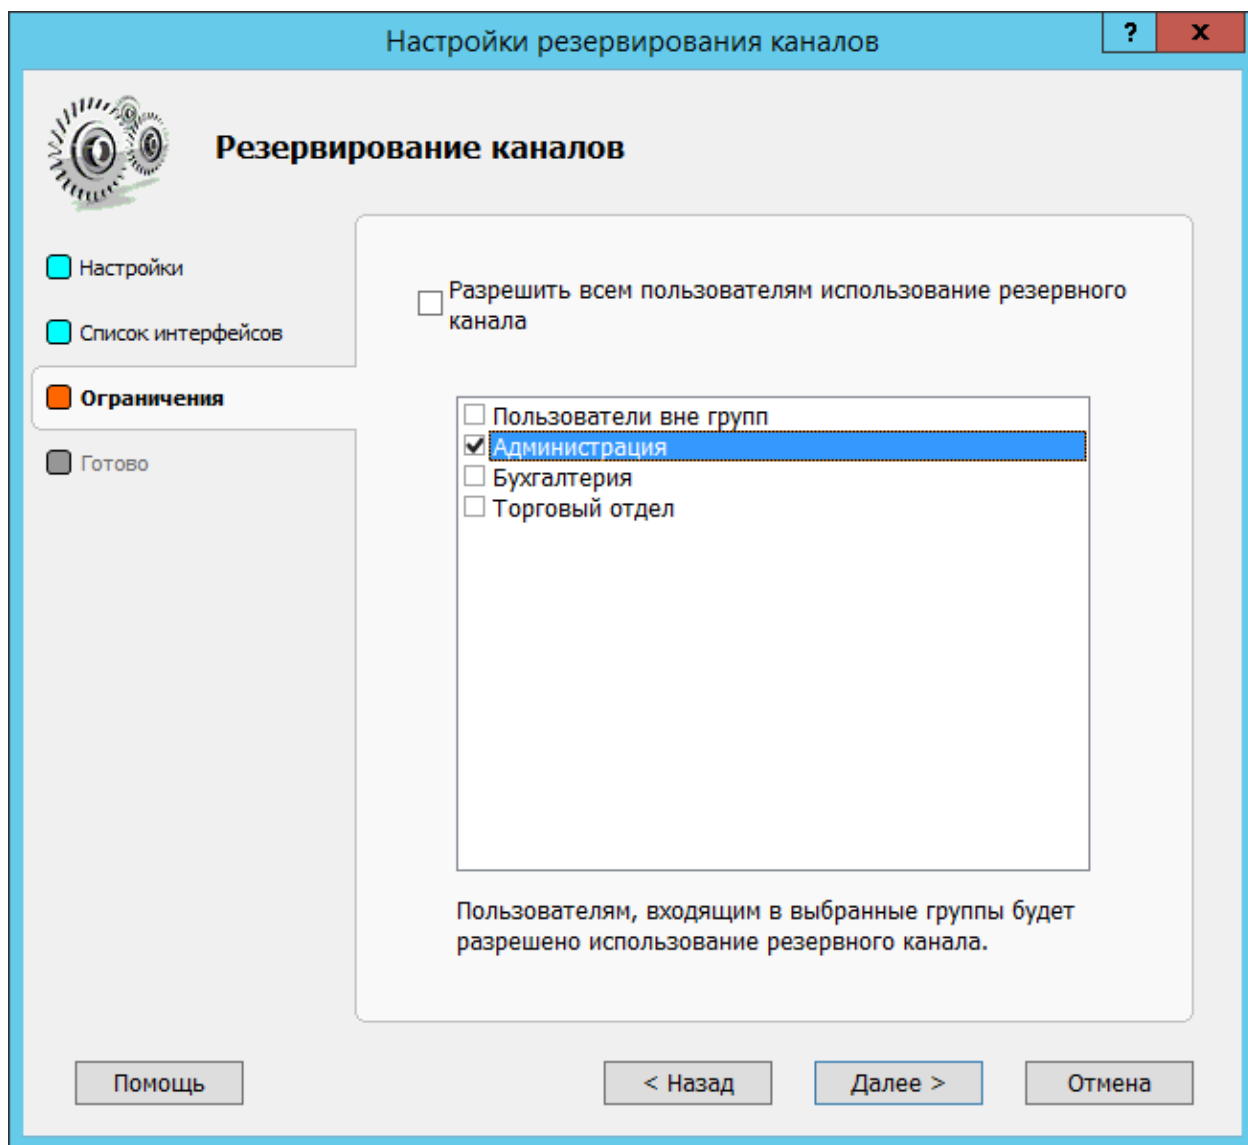 Настройки резервирования каналов
?
x
Резервирование каналов
Настройки
Список интерфейсов
Ограничения
Готово
Разрешить всем пользователям использование резервного
канала
Пользователи вне групп
Администрация
Бухгалтерия
Торговый отдел
Пользователям, входящим в выбранные группы будет
разрешено использование резервного канала.
Помощь
< Назад
Далее >
Отмена